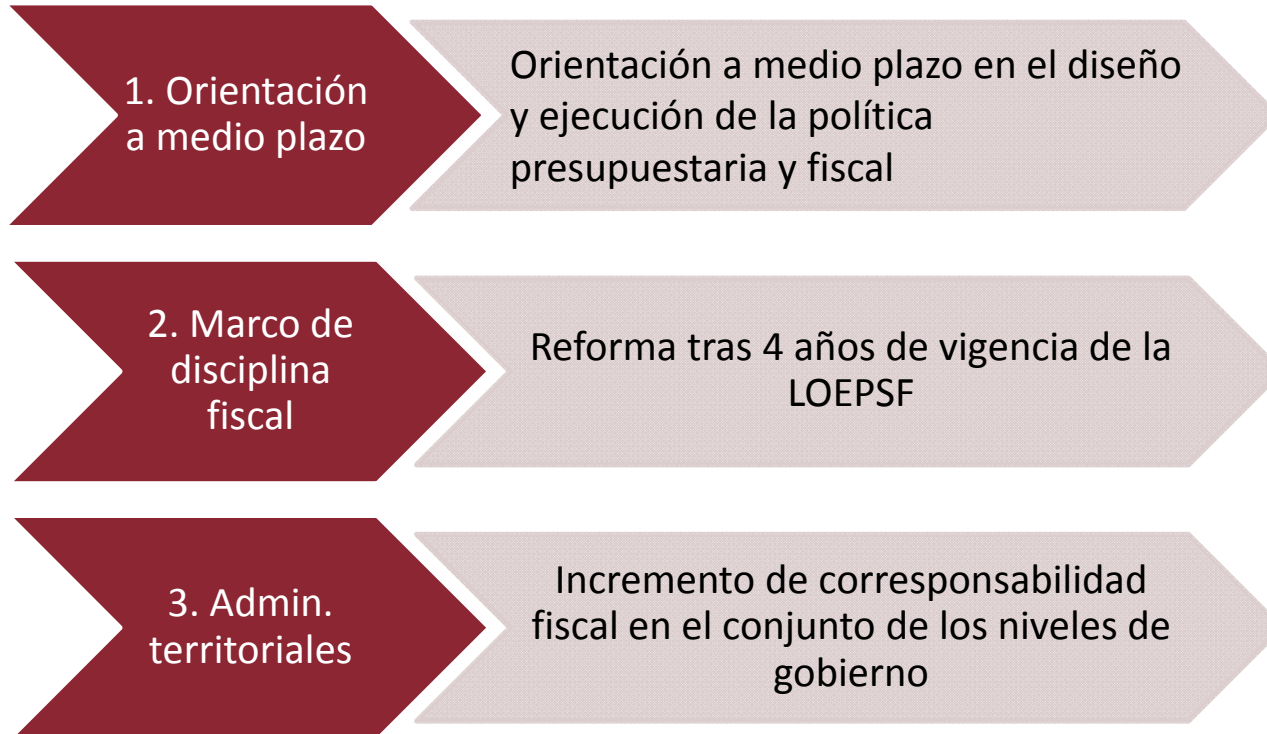 1. Orientación
a medio plazo
Orientación a medio plazo en el diseño
y ejecución de la política
presupuestaria y fiscal
2. Marco de
disciplina
fiscal
Reforma tras 4 años de vigencia de la
LOEPSF
3. Admin.
territoriales
Incremento de corresponsabilidad
fiscal en el conjunto de los niveles de
gobierno